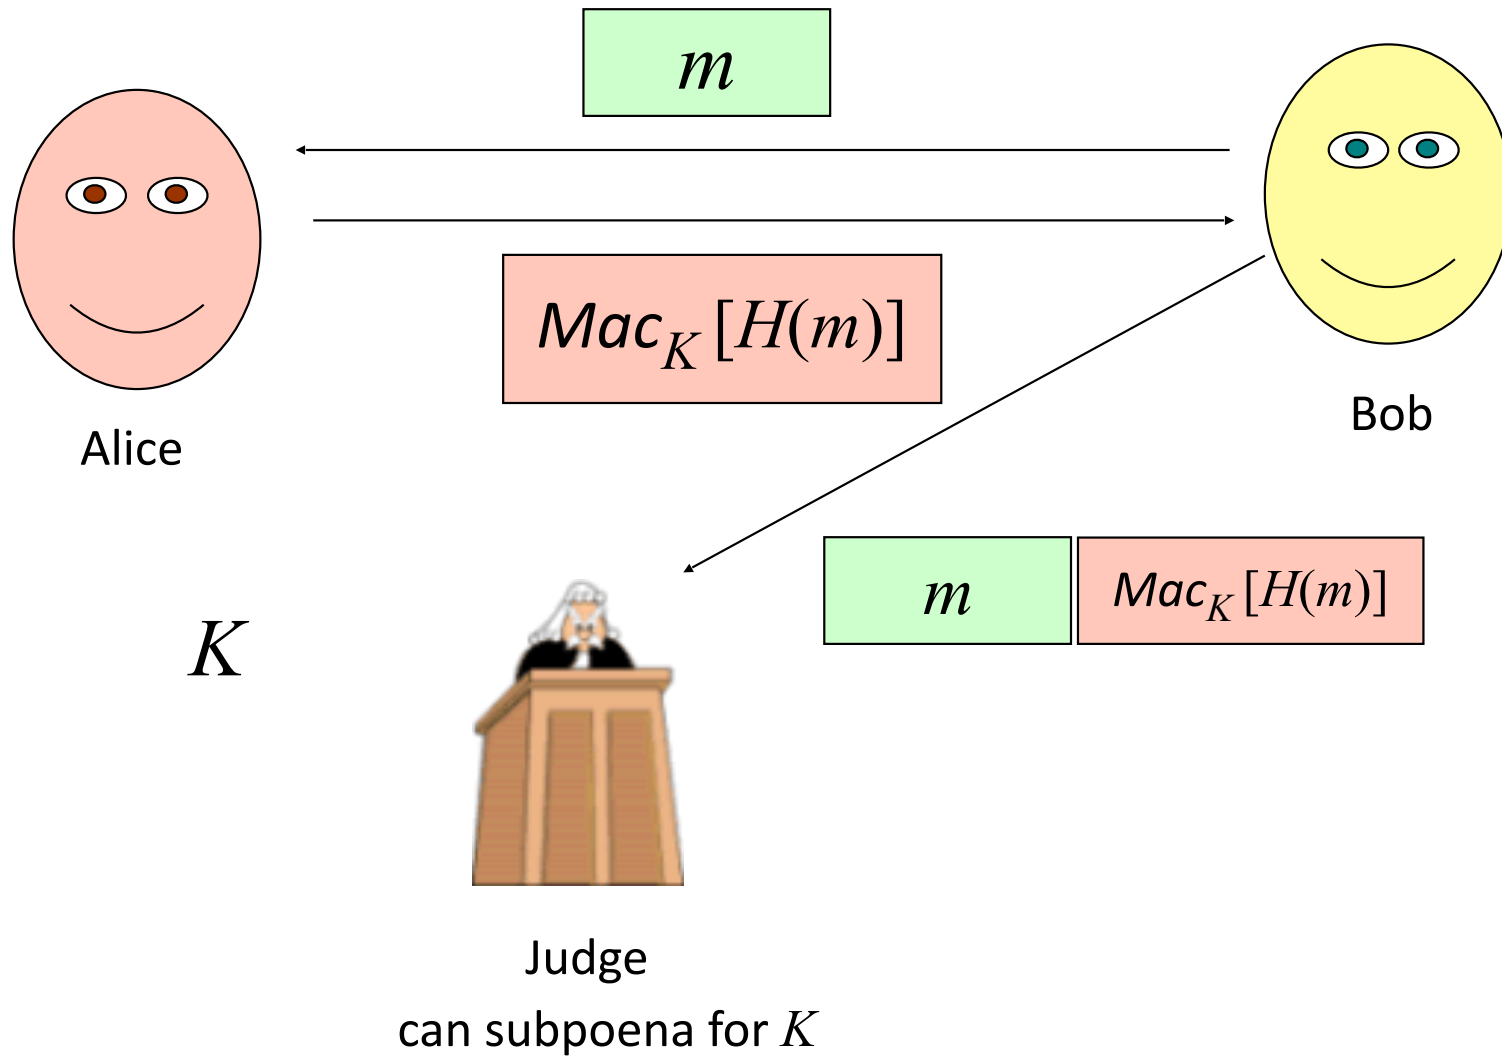 m
Mac_K [H(m)]
Alice
Bob
m
Mac_K [H(m)]
K
Judge
can subpoena for K